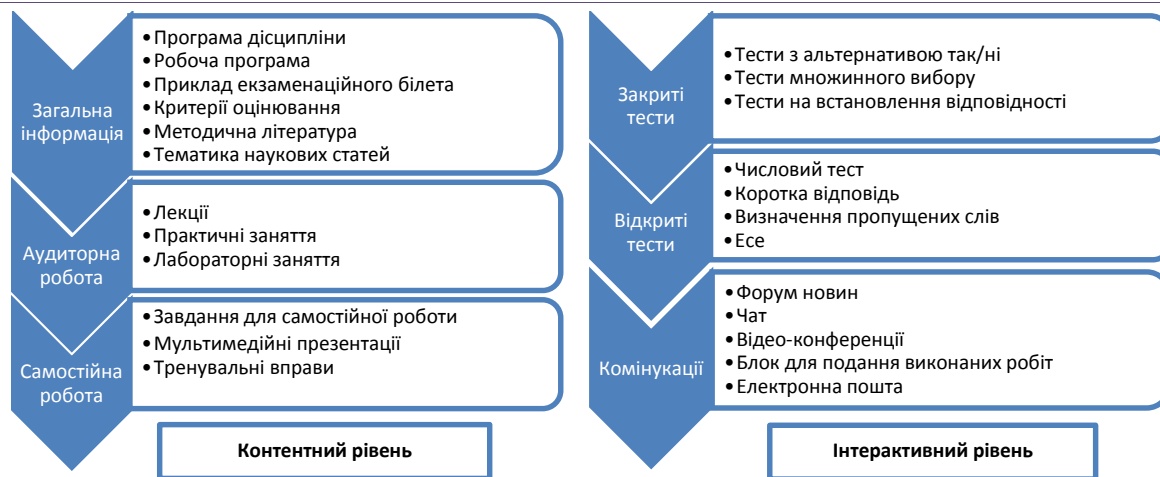 Загальна
інформація
•Програма дісципліни
•Робоча програма
•Приклад екзаменаційного білета
•Критерії оцінювання
•Методична література
•Тематика наукових статей
Аудиторна
робота
•Лекції
•Практичні заняття
•Лабораторні заняття
Самостійна
робота
•Завдання для самостійної роботи
•Мультимедійні презентації
•Тренувальні вправи
Контентний рівень
Закриті
тести
•Тести з альтернативою так/ні
•Тести множинного вибору
•Тести на встановлення відповідності
Відкриті
тести
•Числовий тест
•Коротка відповідь
•Визначення пропущених слів
•Есе
Комінукації
•Форум новин
•Чат
•Відео-конференції
•Блок для подання виконаних робіт
•Електронна пошта
Інтерактивний рівень